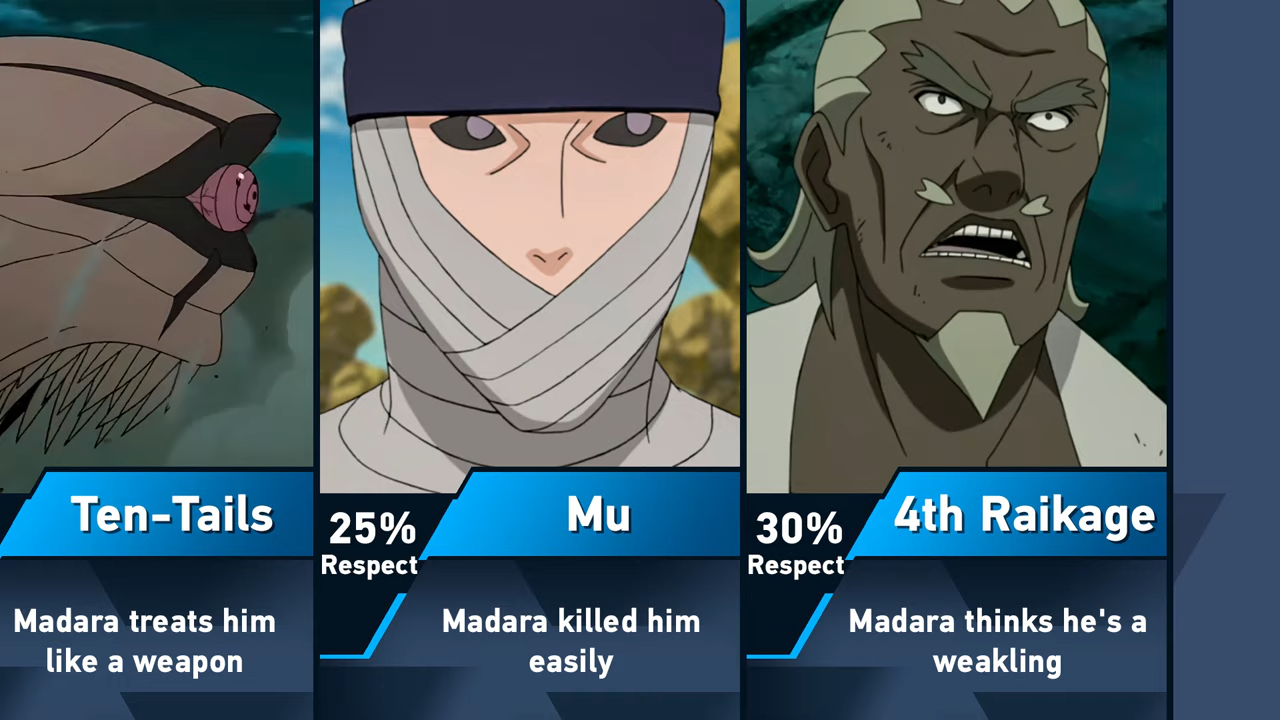 Ten-Tails
Madara treats him
like a weapon
25%
Respect
Mu
Madara killed him
easily
30%
Respect
4th Raikage
Madara thinks he's a
weakling